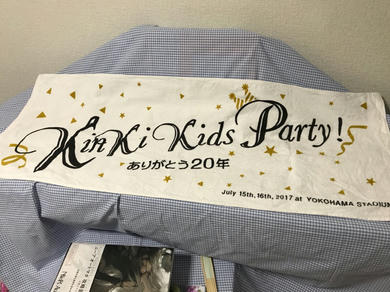 KinKi Kids Party!
ありがとう20年
July 15th, 16th, 2017 at YOKOHAMA STADIUM